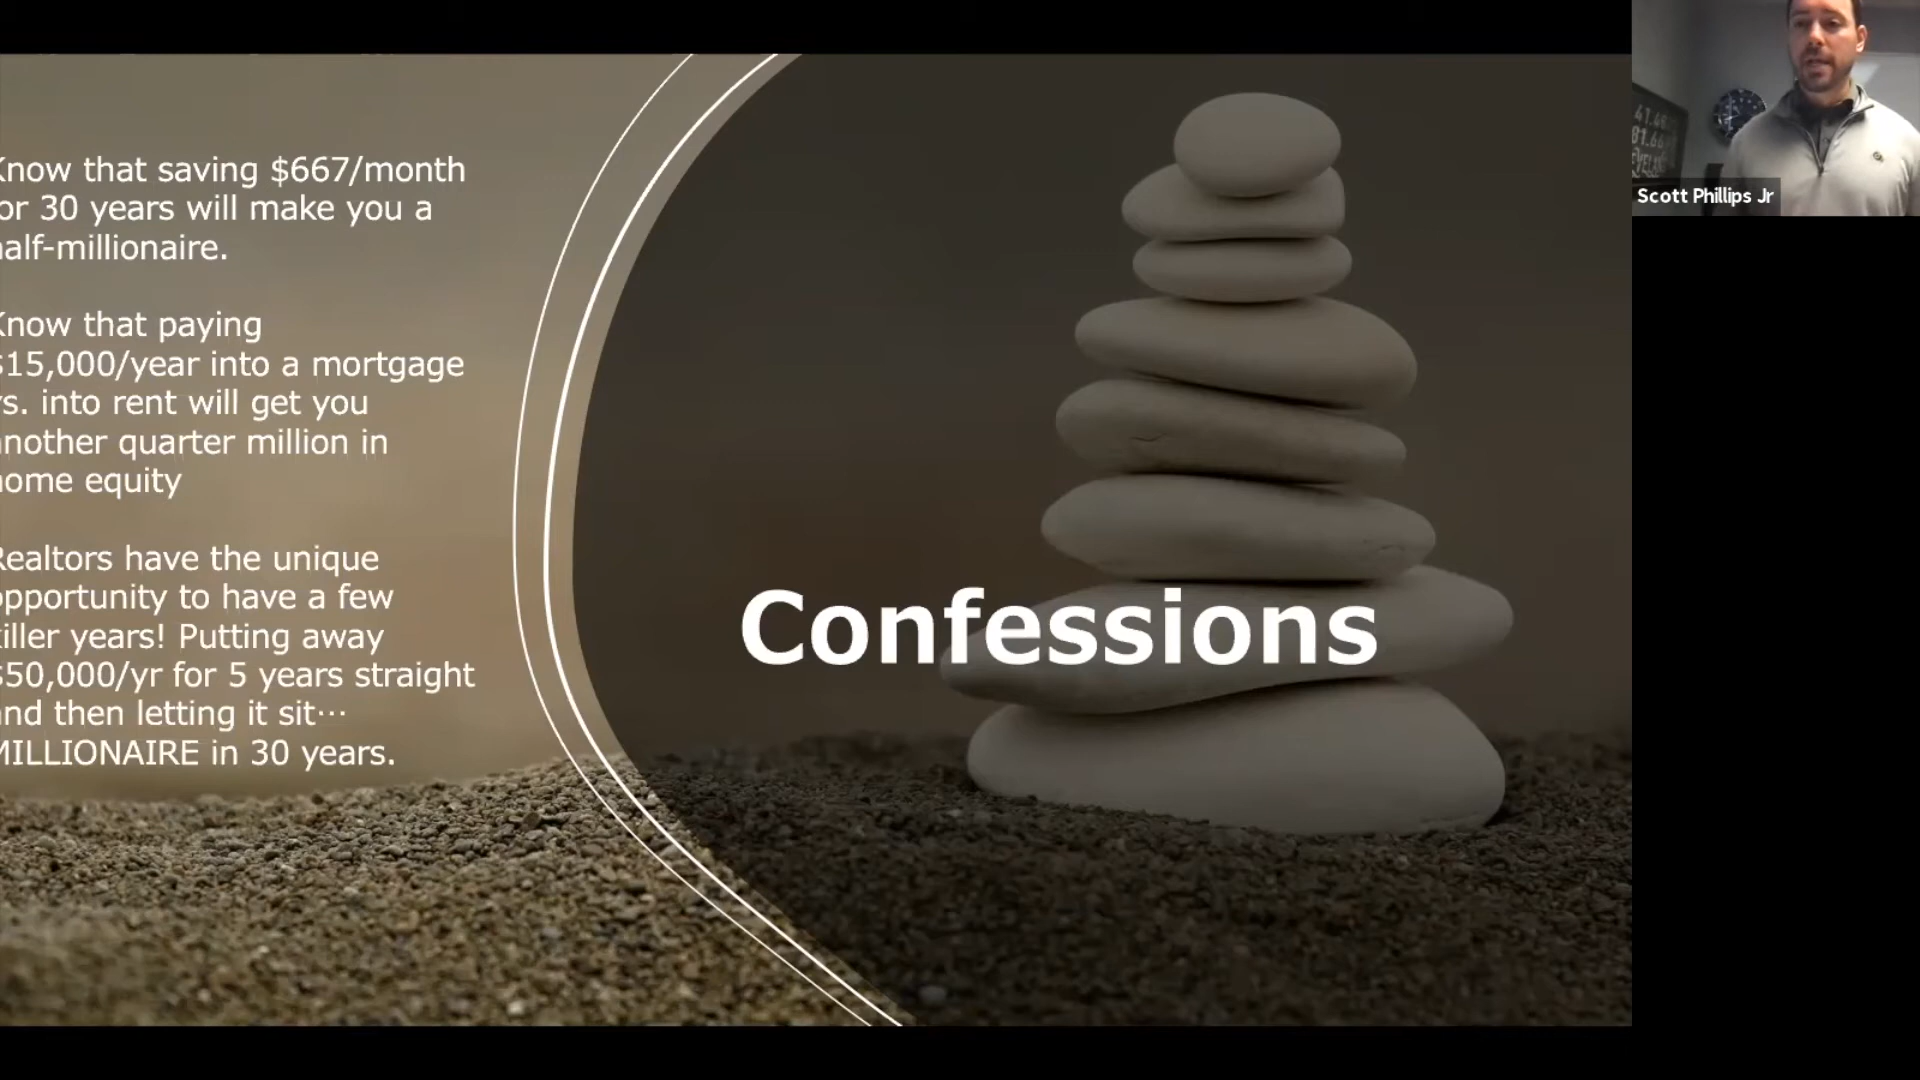 Know that saving $667/month
for 30 years will make you a
half-millionaire.
Know that paying
$15,000/year into a mortgage
vs. into rent will get you
another quarter million in
home equity
Realtors have the unique
opportunity to have a few
killer years! Putting away
$50,000/yr for 5 years straight
and then letting it sit…
MILLIONAIRE in 30 years.
Confessions
Scott Phillips Jr